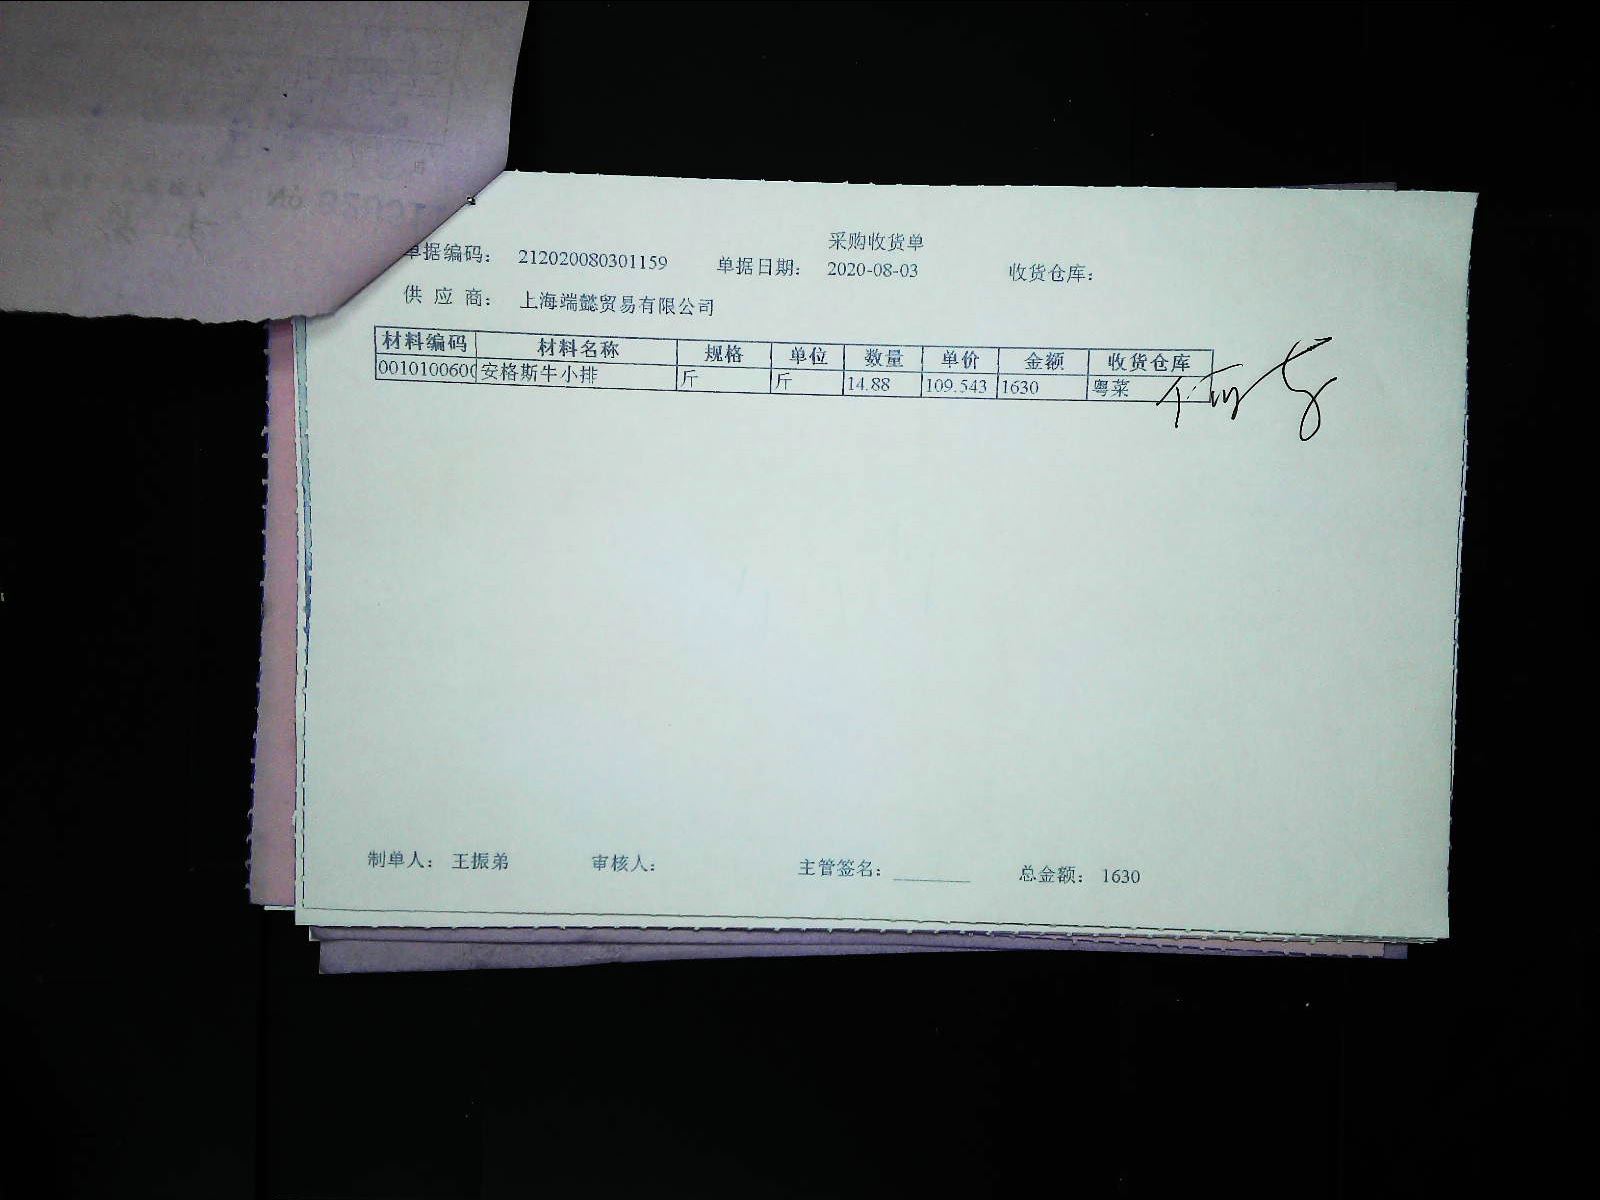 采购收货单
单据编码： 212020080301159 单据日期： 2020-08-03 收货仓库：
供 应 商： 上海端懿贸易有限公司
材料编码 材料名称 规格 单位 数量 单价 金额 收货仓库
0010100600 安格斯牛小排 斤 斤 14.88 109.543 1630 粤菜
制单人： 王振弟 审核人： 主管签名： 总金额： 1630